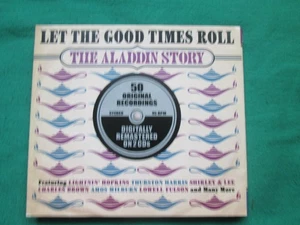 LET THE GOOD TIMES ROLL
THE ALADDIN STORY
50
ORIGINAL
RECORDINGS
STEREO
DIGITALLY
REMASTERED
ON 2 CDs
Featuring LIGHTNIN' HOPKINS THURSTON HARRIS SHIRLEY & LEE
CHARLES BROWN AMOS MILBURN LOWELL FULSON and Many More